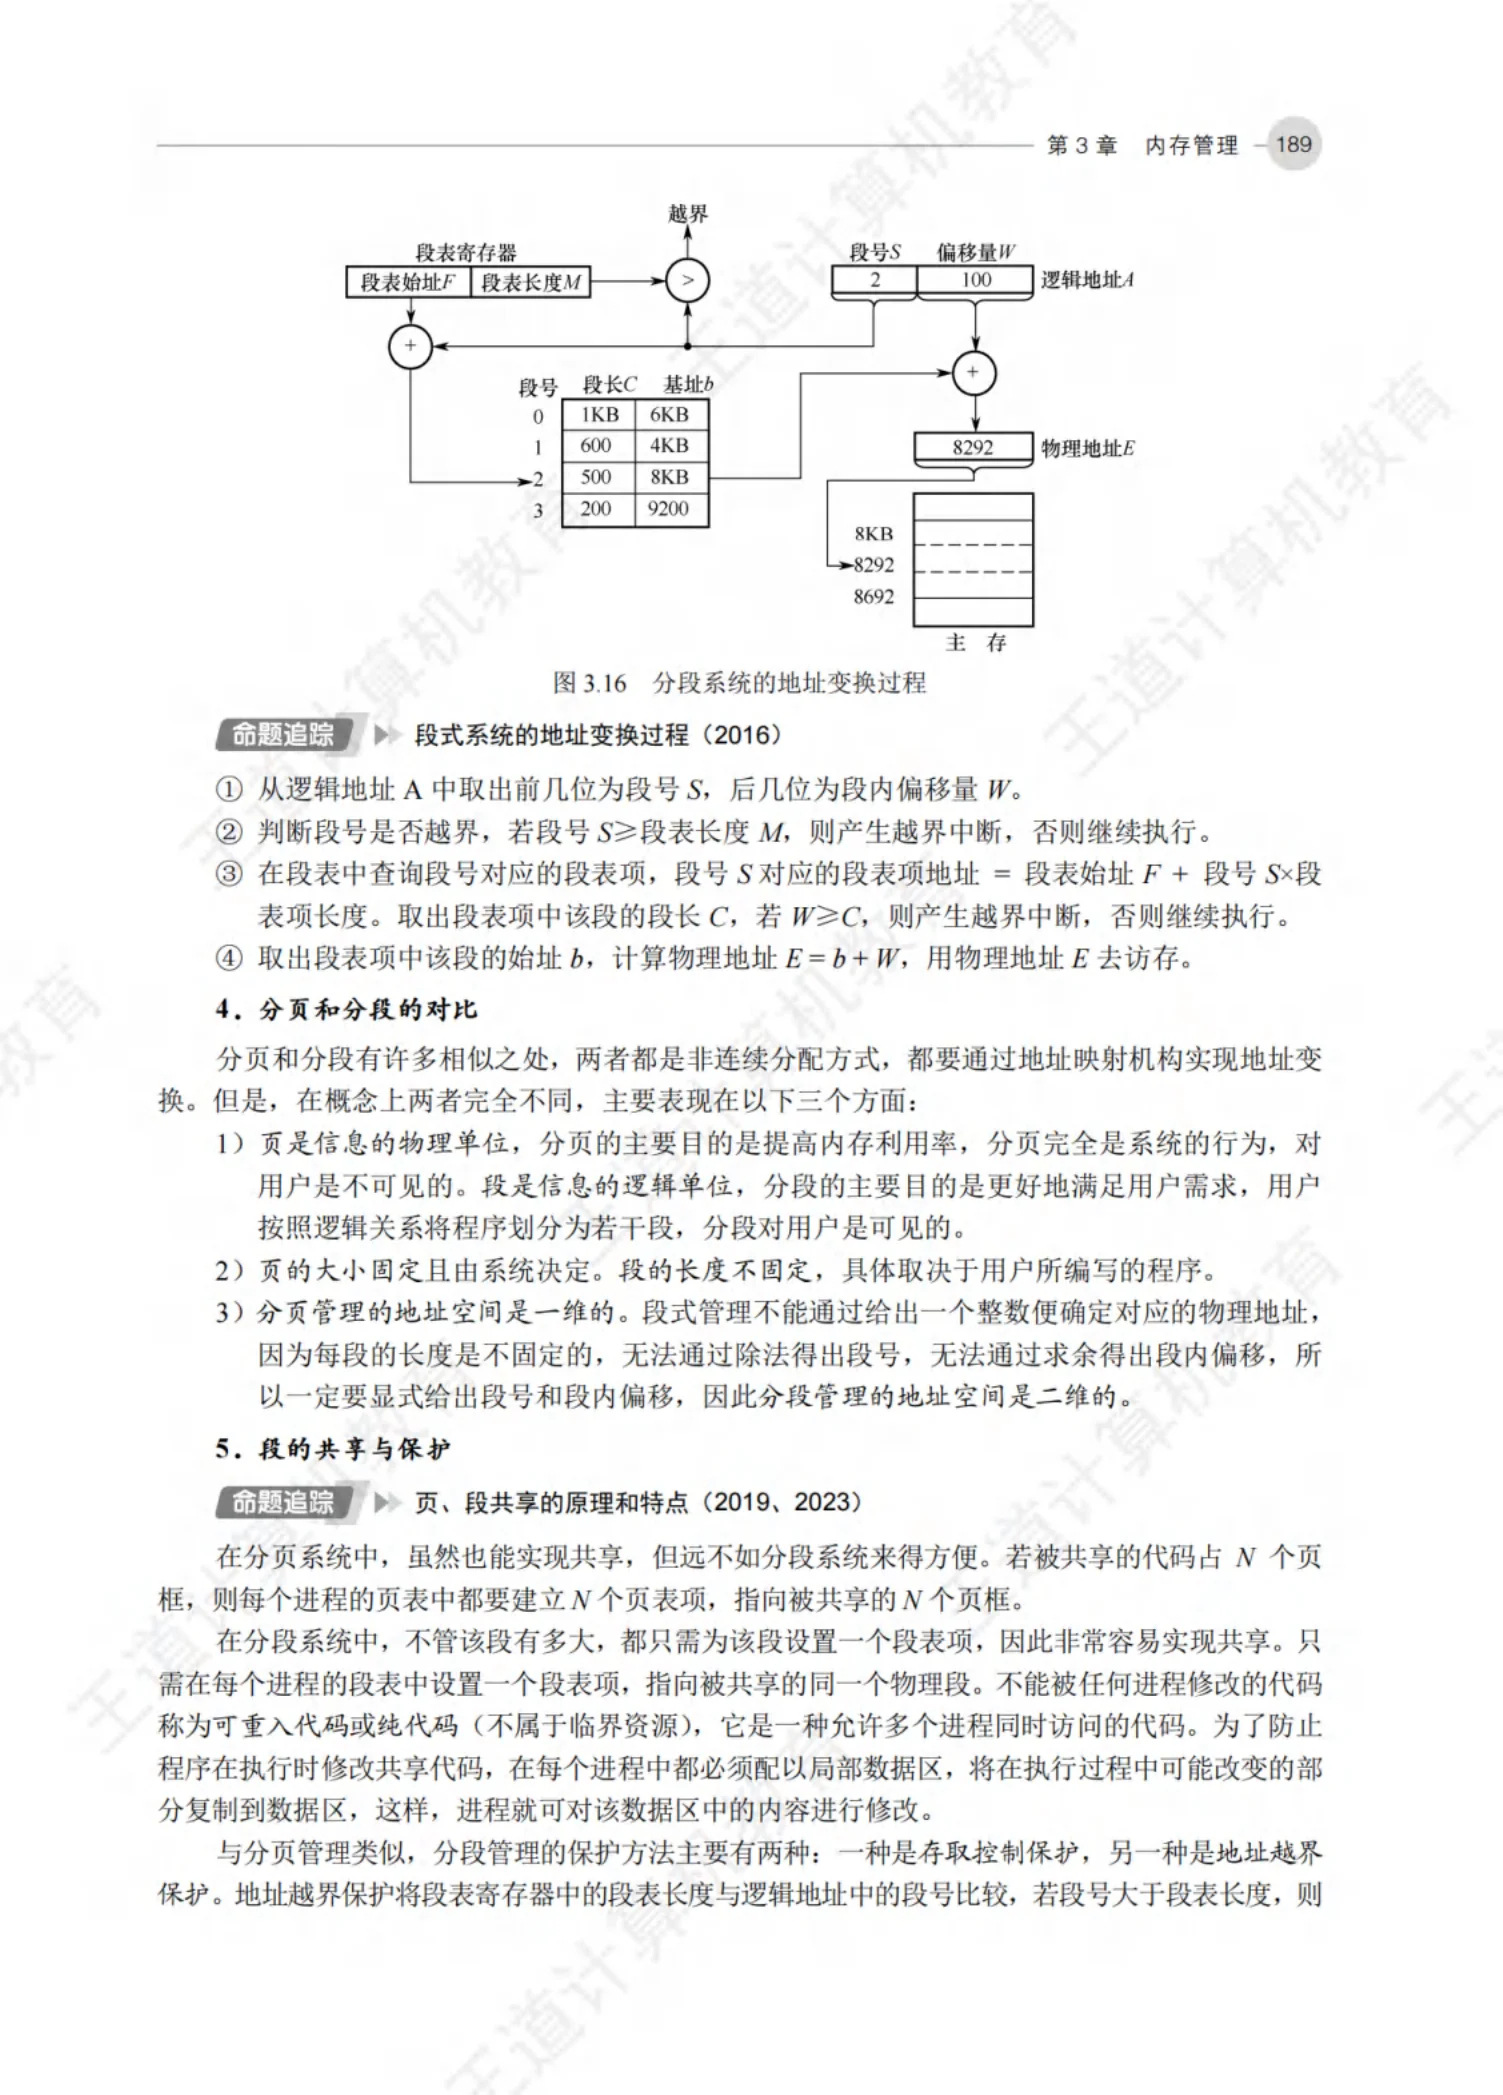 第 3 章 内存管理 189
越界
段表寄存器
段号S 偏移量W
段表始址F 段表长度M > 2 100 逻辑地址A
+
+
段号 段长C 基址b
0 1KB 6KB
1 600 4KB
8292 物理地址E
2 500 8KB
3 200 9200
8KB
8292
8692
主 存
图 3.16 分段系统的地址变换过程
命题追踪 段式系统的地址变换过程（2016）
① 从逻辑地址 A 中取出前几位为段号 S，后几位为段内偏移量 W。
② 判断段号是否越界，若段号 S≥段表长度 M，则产生越界中断，否则继续执行。
③ 在段表中查询段号对应的段表项，段号 S 对应的段表项地址 = 段表始址 F + 段号 S×段
表项长度。取出段表项中该段的段长 C，若 W≥C，则产生越界中断，否则继续执行。
④ 取出段表项中该段的始址 b，计算物理地址 E = b + W，用物理地址 E 去访存。
4．分页和分段的对比
分页和分段有许多相似之处，两者都是非连续分配方式，都要通过地址映射机构实现地址变
换。但是，在概念上两者完全不同，主要表现在以下三个方面：
1）页是信息的物理单位，分页的主要目的是提高内存利用率，分页完全是系统的行为，对
用户是不可见的。段是信息的逻辑单位，分段的主要目的是更好地满足用户需求，用户
按照逻辑关系将程序划分为若干段，分段对用户是可见的。
2）页的大小固定且由系统决定。段的长度不固定，具体取决于用户所编写的程序。
3）分页管理的地址空间是一维的。段式管理不能通过给出一个整数便确定对应的物理地址，
因为每段的长度是不固定的，无法通过除法得出段号，无法通过求余得出段内偏移，所
以一定要显式给出段号和段内偏移，因此分段管理的地址空间是二维的。
5．段的共享与保护
命题追踪 页、段共享的原理和特点（2019、2023）
在分页系统中，虽然也能实现共享，但远不如分段系统来得方便。若被共享的代码占 N 个页
框，则每个进程的页表中都要建立 N 个页表项，指向被共享的 N 个页框。
在分段系统中，不管该段有多大，都只需为该段设置一个段表项，因此非常容易实现共享。只
需在每个进程的段表中设置一个段表项，指向被共享的同一个物理段。不能被任何进程修改的代码
称为可重入代码或纯代码（不属于临界资源），它是一种允许多个进程同时访问的代码。为了防止
程序在执行时修改共享代码，在每个进程中都必须配以局部数据区，将在执行过程中可能改变的部
分复制到数据区，这样，进程就可对该数据区中的内容进行修改。
与分页管理类似，分段管理的保护方法主要有两种：一种是存取控制保护，另一种是地址越界
保护。地址越界保护将段表寄存器中的段表长度与逻辑地址中的段号比较，若段号大于段表长度，则
王道计算机教育